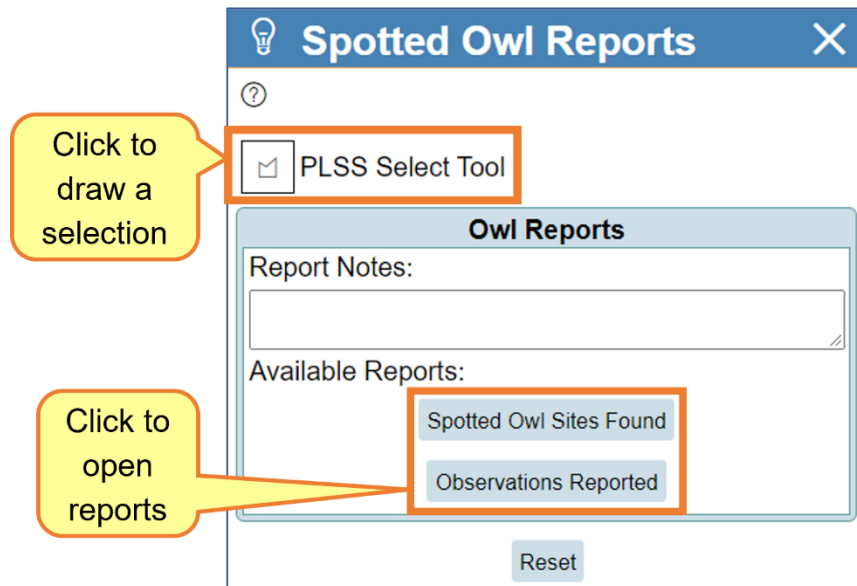 Spotted Owl Reports
Click to
draw a
selection
PLSS Select Tool
Owl Reports
Report Notes:
Available Reports:
Click to
open
reports
Spotted Owl Sites Found
Observations Reported
Reset